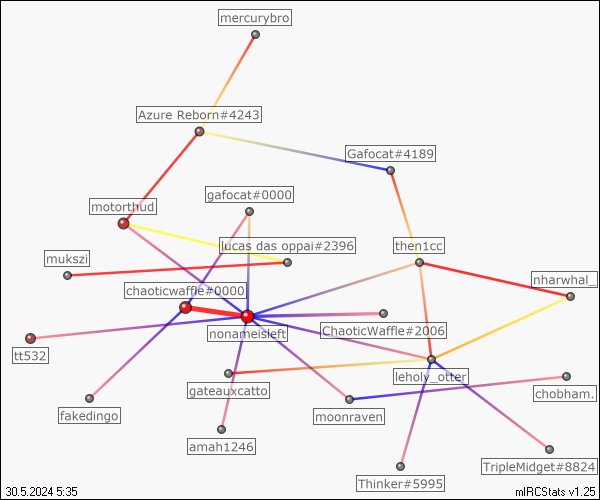 mercurybro
Azure Reborn#4243
Gafocat#4189
gafocat#0000
motorthud
lucas das oppai#2396
then1cc
mukszi
nharwhal_
chaoticwaffle#0000
ChaoticWaffle#2006
nonameisleft
tt532
leholy_otter
gateauxcatto
chobham.
fakedingo
moonraven
amah1246
TripleMidget#8824
Thinker#5995
30.5.2024 5:35
mIRCStats v1.25